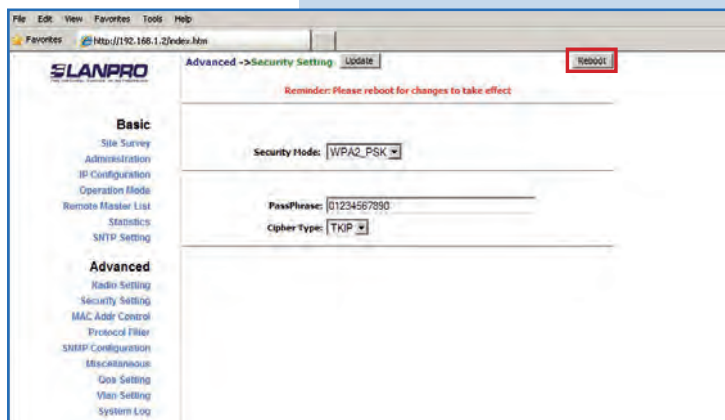 File Edit View Favorites Tools Help
Favorites http://192.168.1.2/index.htm
LANPRO
Advanced ->Security Setting Update Reboot
Reminder: Please reboot for changes to take effect
Basic
Site Survey
Administration
IP Configuration
Operation Mode
Remote Master List
Statistics
SNTP Setting
Advanced
Radio Setting
Security Setting
MAC Addr Control
Protocol Filter
SNMP Configuration
Miscellaneous
Qos Setting
Vlan Setting
System Log
Security Mode: WPA2_PSK
PassPhrase: 01234567890
Cipher Type: TKIP